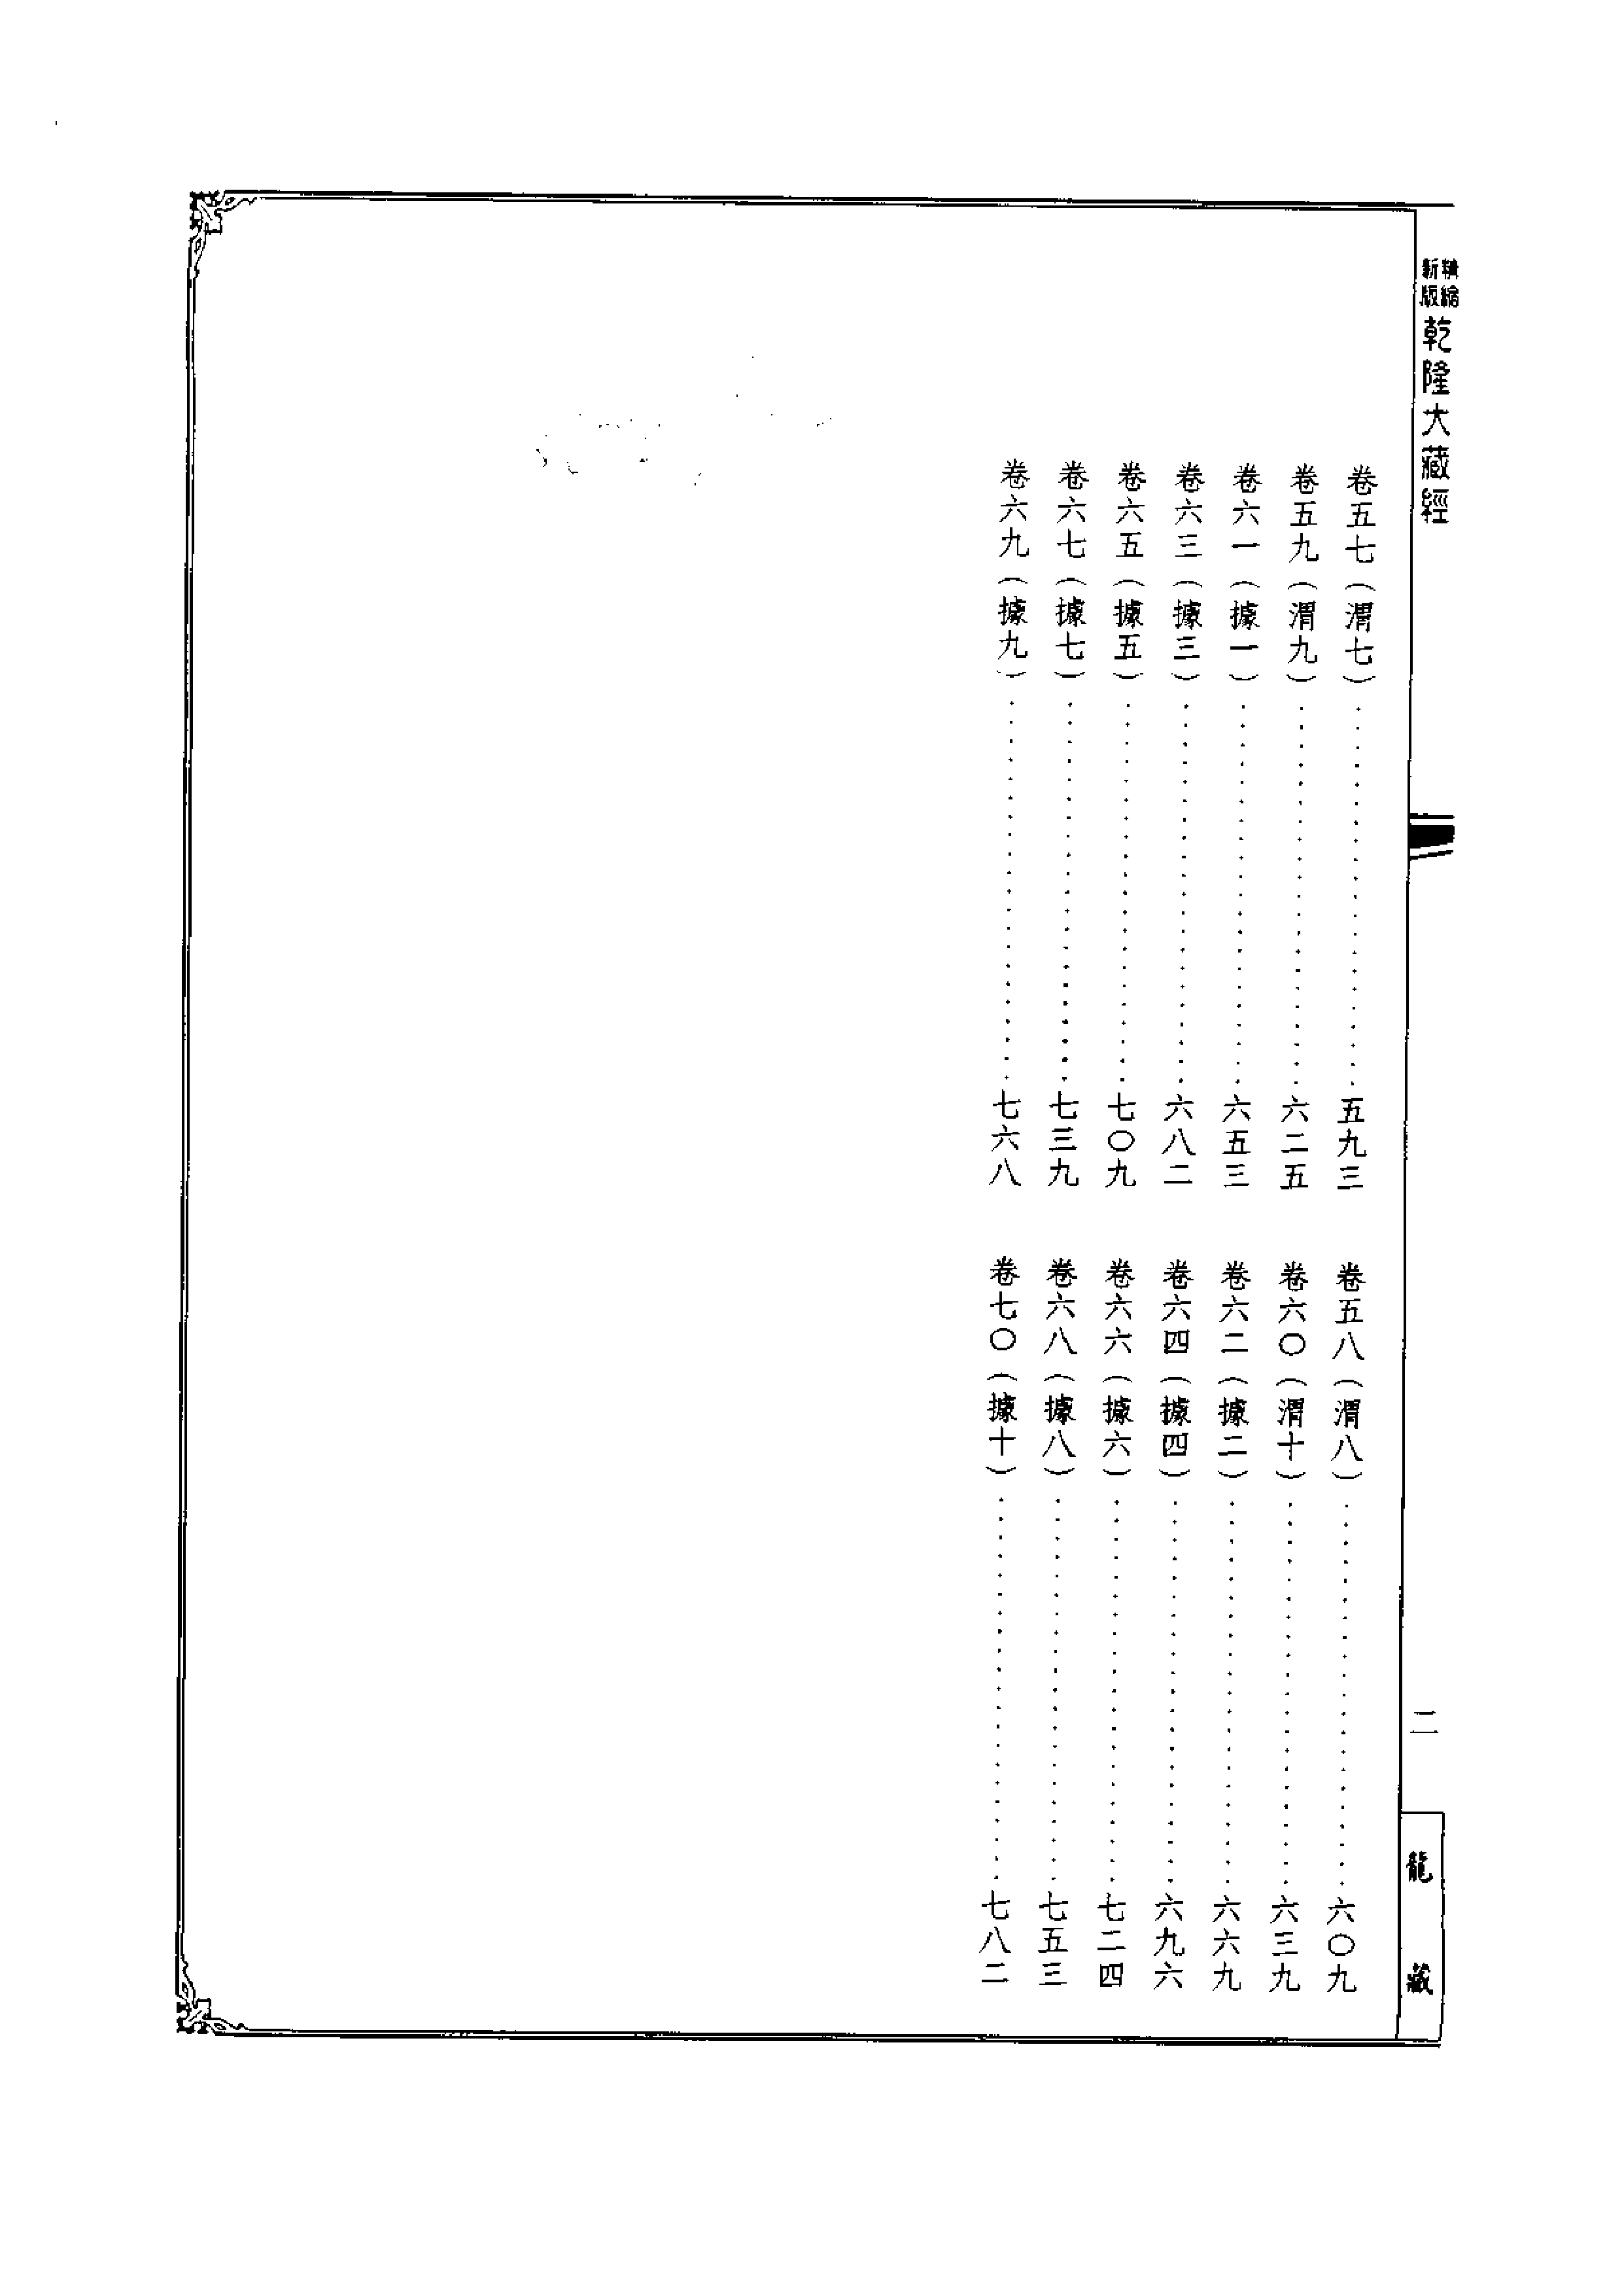 精縮
新版
乾隆大藏經
卷五七（渭七）…………五九三
卷五八（渭八）…………六〇九
卷五九（渭九）…………六二五
卷六〇（渭十）…………六三九
卷六一（據一）…………六五三
卷六二（據二）…………六六九
卷六三（據三）…………六八二
卷六四（據四）…………六九六
卷六五（據五）…………七〇九
卷六六（據六）…………七二四
卷六七（據七）…………七三九
卷六八（據八）…………七五三
卷六九（據九）…………七六八
卷七〇（據十）…………七八二
二
龍藏